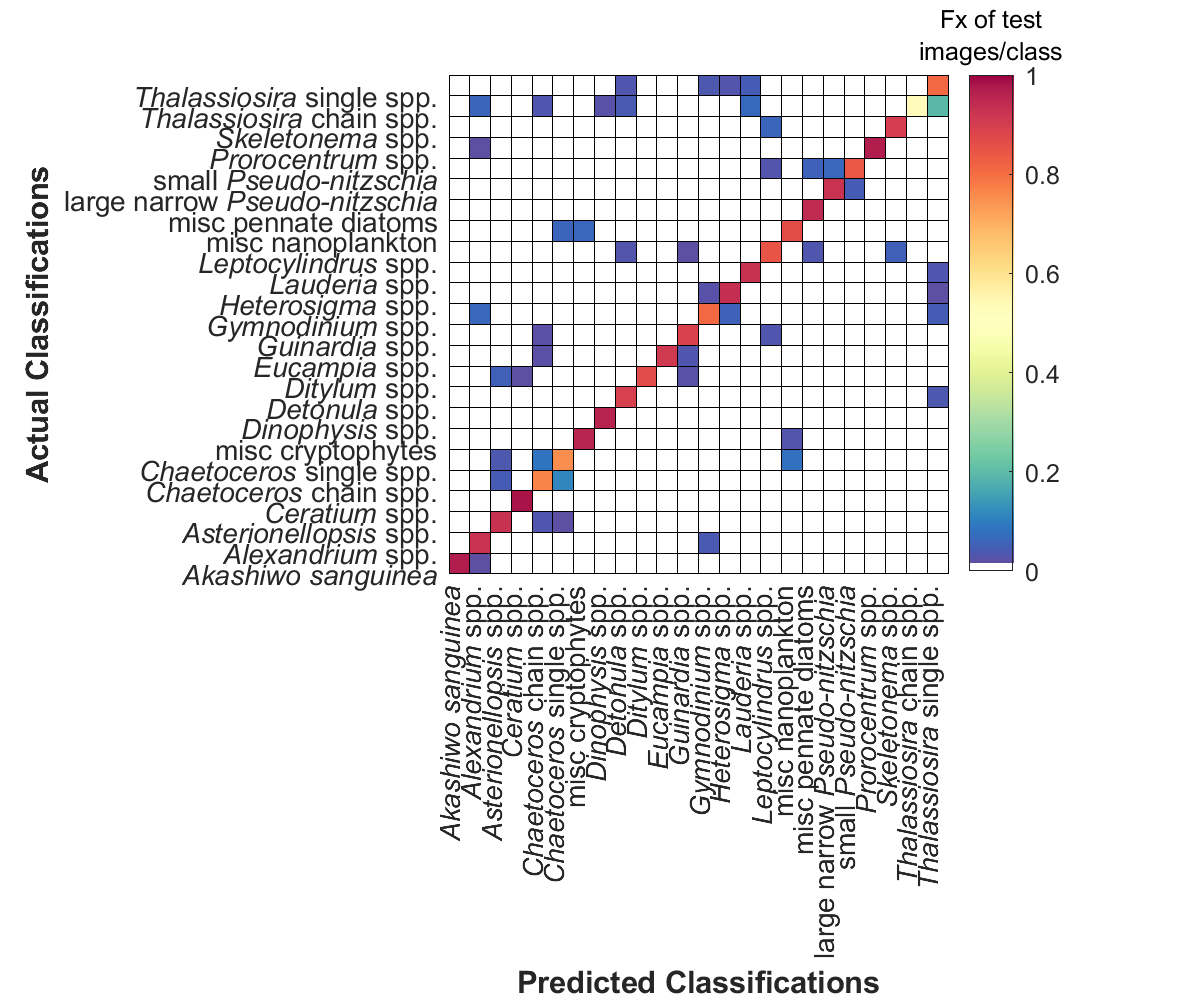 Fx of test
images/class
Actual Classifications
Thalassiosira single spp.
Thalassiosira chain spp.
Skeletonema spp.
Prorocentrum spp.
small Pseudo-nitzschia
large narrow Pseudo-nitzschia
misc pennate diatoms
misc nanoplankton
Leptocylindrus spp.
Lauderia spp.
Heterosigma spp.
Gymnodinium spp.
Guinardia spp.
Eucampia spp.
Ditylum spp.
Detonula spp.
Dinophysis spp.
misc cryptophytes
Chaetoceros single spp.
Chaetoceros chain spp.
Ceratium spp.
Asterionellopsis spp.
Alexandrium spp.
Akashiwo sanguinea
1
0.8
0.6
0.4
0.2
0
Akashiwo sanguinea
Alexandrium spp.
Asterionellopsis spp.
Ceratium spp.
Chaetoceros chain spp.
Chaetoceros single spp.
misc cryptophytes
Dinophysis spp.
Detonula spp.
Ditylum spp.
Eucampia spp.
Guinardia spp.
Gymnodinium spp.
Heterosigma spp.
Lauderia spp.
Leptocylindrus spp.
misc nanoplankton
misc pennate diatoms
large narrow Pseudo-nitzschia
small Pseudo-nitzschia
Prorocentrum spp.
Skeletonema spp.
Thalassiosira chain spp.
Thalassiosira single spp.
Predicted Classifications